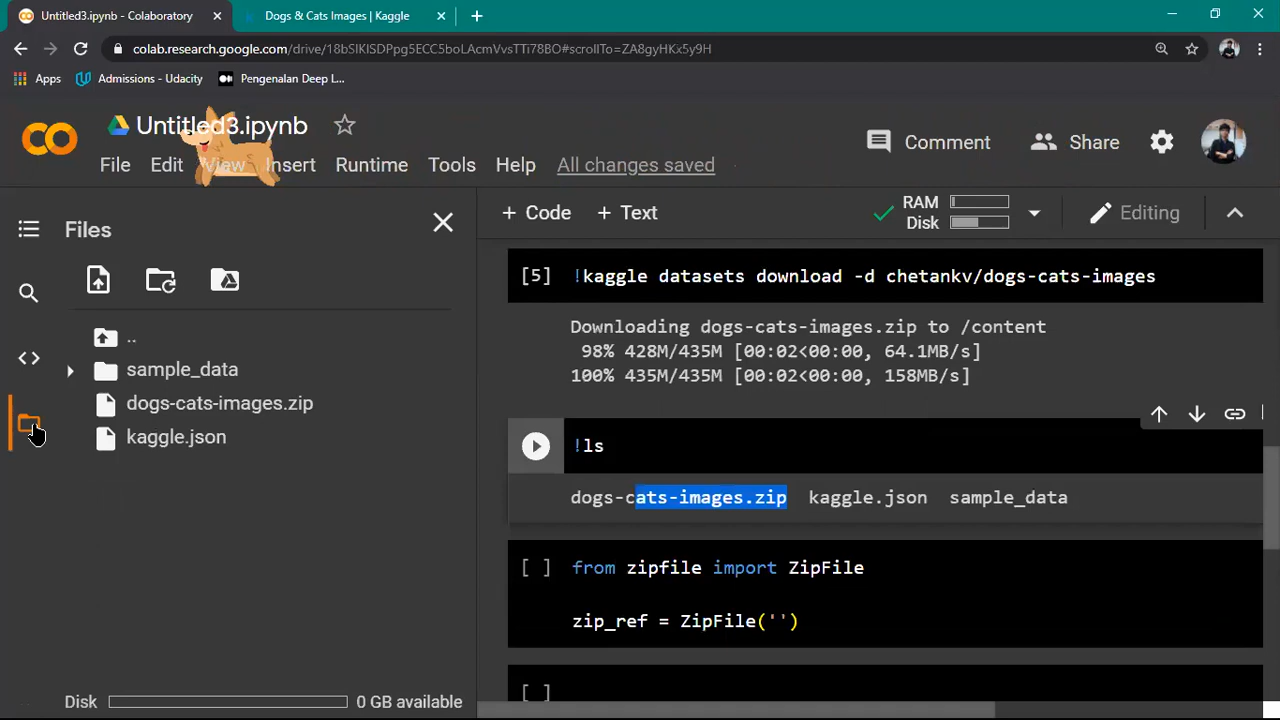 Untitled3.ipynb - Colaboratory
Dogs & Cats Images | Kaggle
colab.research.google.com/drive/18bSIKISDPpg5ECC5boLAcmVvsTTi78BO#scrollTo=ZA8gyHKx5y9H
Apps
Admissions - Udacity
Pengenalan Deep L...
Untitled3.ipynb
Comment
Share
File Edit View Insert Runtime Tools Help All changes saved
Files
+ Code + Text
RAM
Disk
Editing
..
sample_data
dogs-cats-images.zip
kaggle.json
Disk
0 GB available
[5] !kaggle datasets download -d chetankv/dogs-cats-images
Downloading dogs-cats-images.zip to /content
98% 428M/435M [00:02<00:00, 64.1MB/s]
100% 435M/435M [00:02<00:00, 158MB/s]
!ls
dogs-cats-images.zip kaggle.json sample_data
[ ] from zipfile import ZipFile
zip_ref = ZipFile('')
[ ]